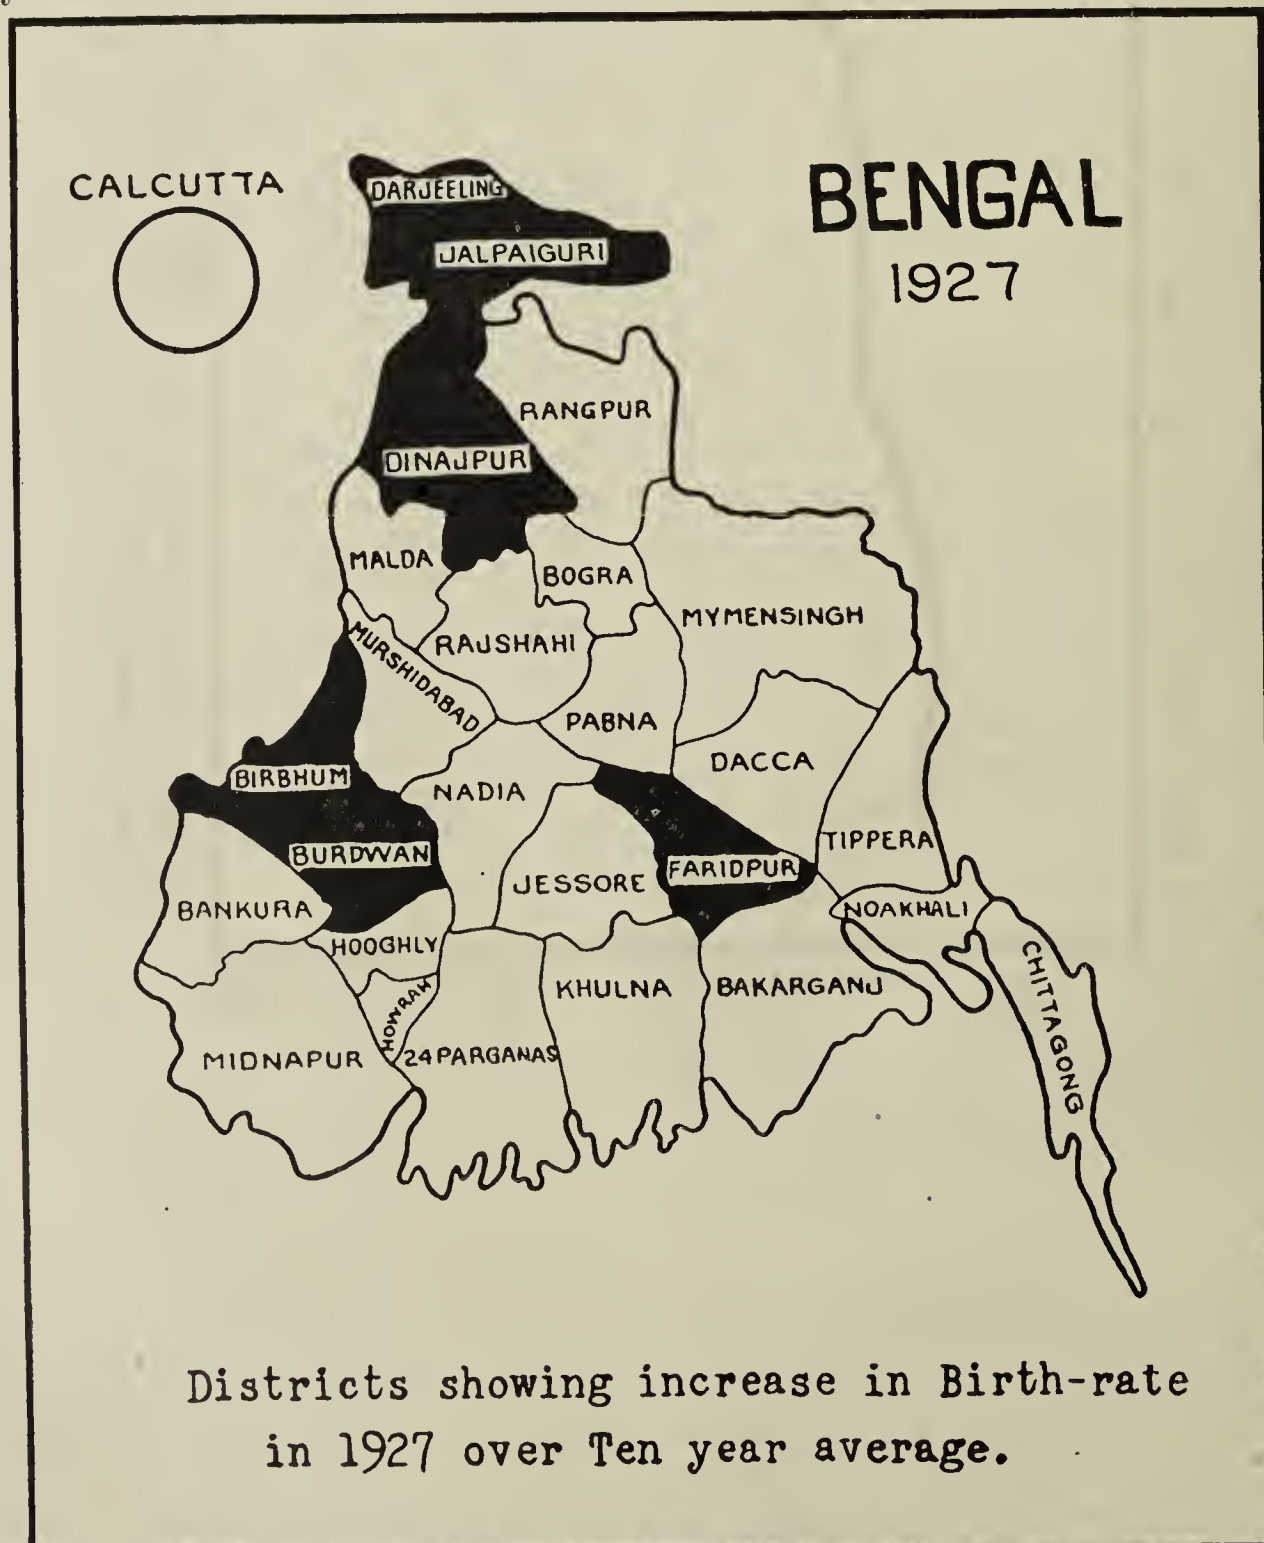 CALCUTTA
BENGAL
1927
DARJEELING
JALPAIGURI
RANGPUR
DINAJPUR
MALDA
BOGRA
MYMENSINGH
RAJSHAHI
MURSHIDABAD
PABNA
DACCA
BIRBHUM
NADIA
TIPPERA
BURDWAN
FARIDPUR
JESSORE
BANKURA
NOAKHALI
HOOGHLY
CHITTAGONG
KHULNA
BAKARGANJ
HOWRAH
MIDNAPUR
24 PARGANAS
Districts showing increase in Birth-rate
in 1927 over Ten year average.